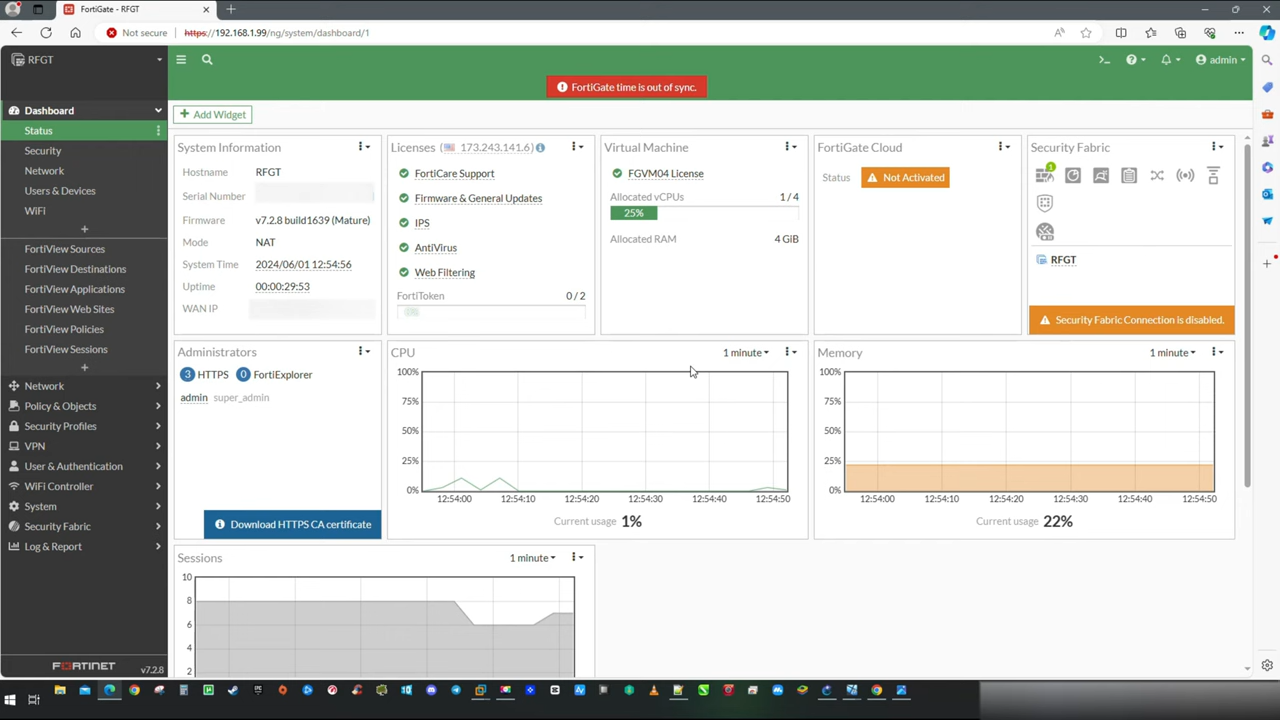 FortiGate - RFGT
Not secure
https://192.168.1.99/ng/system/dashboard/1
RFGT
admin
FortiGate time is out of sync.
Dashboard
Status
Security
Network
Users & Devices
WiFi
FortiView Sources
FortiView Destinations
FortiView Applications
FortiView Web Sites
FortiView Policies
FortiView Sessions
Network
Policy & Objects
Security Profiles
VPN
User & Authentication
WiFi Controller
System
Security Fabric
Log & Report
FORTINET v7.2.8
Add Widget
System Information
Hostname RFGT
Serial Number
Firmware v7.2.8 build1639 (Mature)
Mode NAT
System Time 2024/06/01 12:54:56
Uptime 00:00:29:53
WAN IP
Licenses ( 173.243.141.6)
FortiCare Support
Firmware & General Updates
IPS
AntiVirus
Web Filtering
FortiToken 0 / 2
0%
Virtual Machine
FGVM04 License
Allocated vCPUs 1 / 4
25%
Allocated RAM 4 GiB
FortiGate Cloud
Status Not Activated
Security Fabric
1
RFGT
Security Fabric Connection is disabled.
Administrators
3 HTTPS 0 FortiExplorer
admin super_admin
Download HTTPS CA certificate
CPU 1 minute
100%
75%
50%
25%
0%
12:54:00 12:54:10 12:54:20 12:54:30 12:54:40 12:54:50
Current usage 1%
Memory 1 minute
100%
75%
50%
25%
0%
12:54:00 12:54:10 12:54:20 12:54:30 12:54:40 12:54:50
Current usage 22%
Sessions 1 minute
10
8
6
4
2